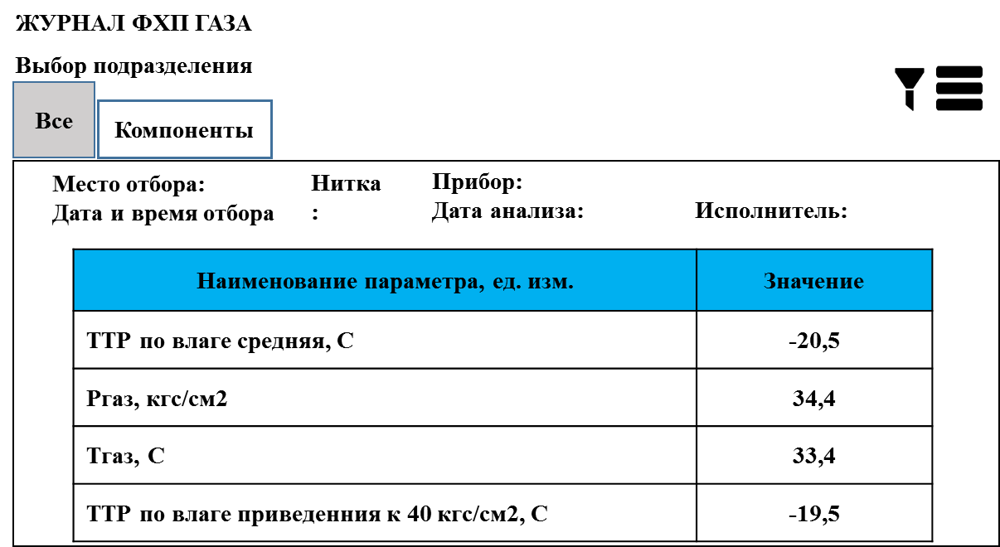 ЖУРНАЛ ФХП ГАЗА
Выбор подразделения
Все
Компоненты
Место отбора: Нитка Прибор:
Дата и время отбора : Дата анализа: Исполнитель:
Наименование параметра, ед. изм. Значение
ТТР по влаге средняя, С -20,5
Ргаз, кгс/см2 34,4
Тгаз, С 33,4
ТТР по влаге приведенния к 40 кгс/см2, С -19,5